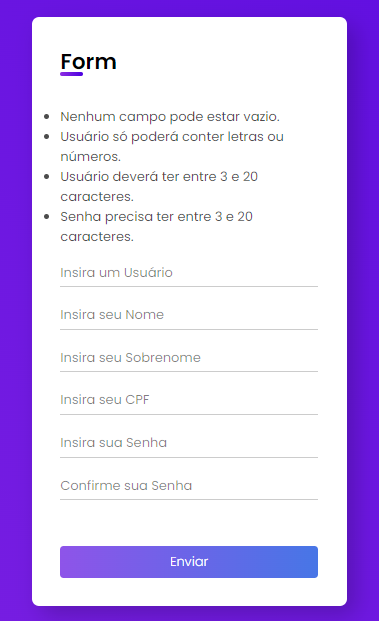 Form
Nenhum campo pode estar vazio.
Usuário só poderá conter letras ou
números.
Usuário deverá ter entre 3 e 20
caracteres.
Senha precisa ter entre 3 e 20
caracteres.
Insira um Usuário
Insira seu Nome
Insira seu Sobrenome
Insira seu CPF
Insira sua Senha
Confirme sua Senha
Enviar